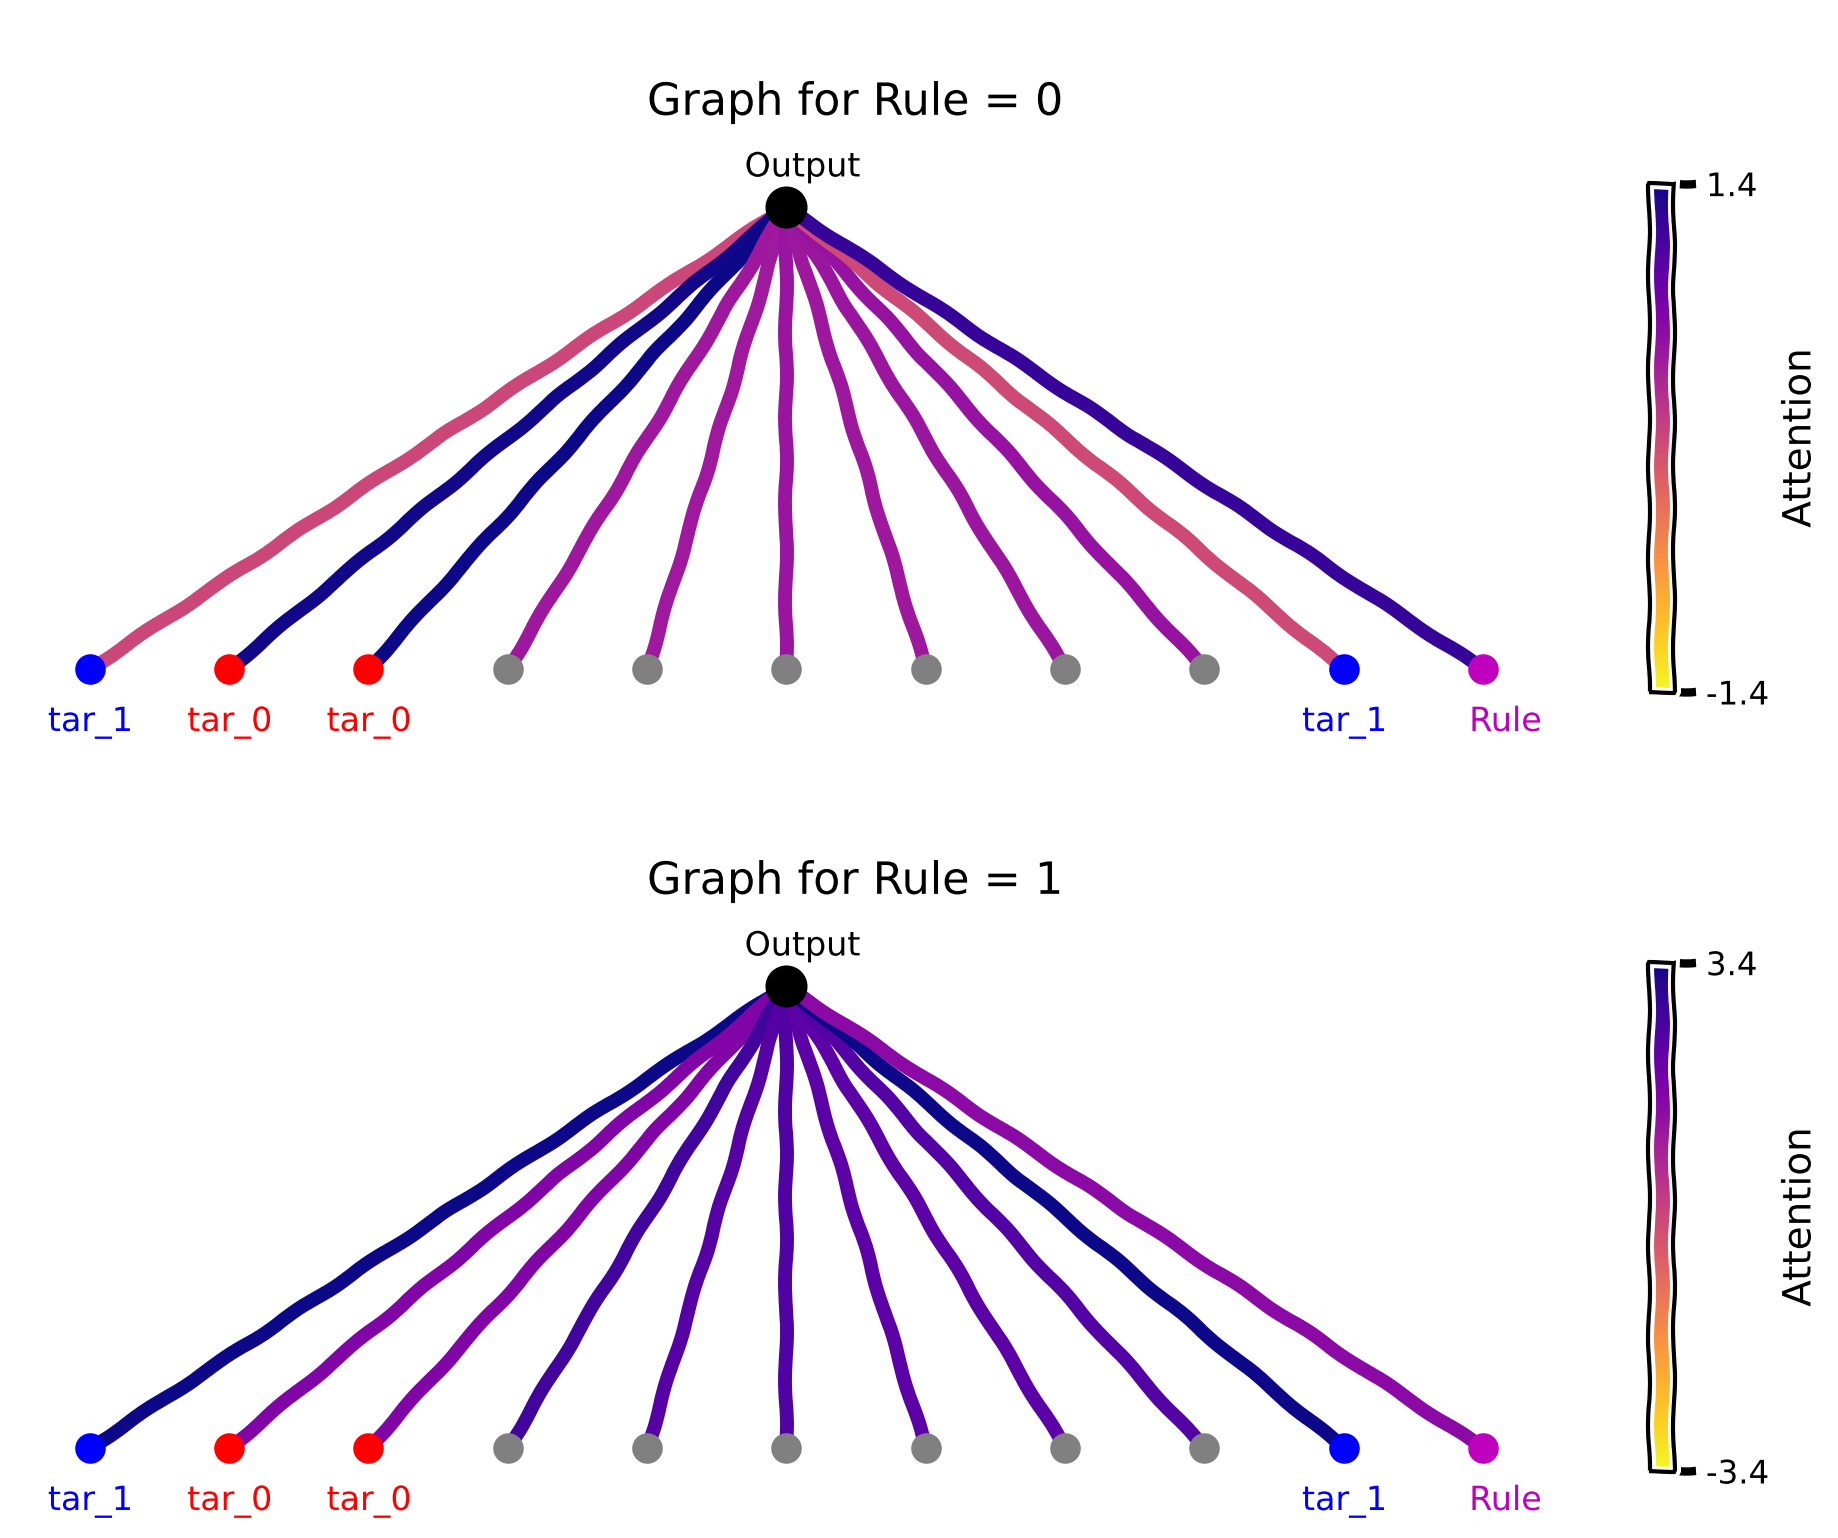 Graph for Rule = 0
Output
1.4
Attention
-1.4
tar_1 tar_0 tar_0 tar_1 Rule
Graph for Rule = 1
Output
3.4
Attention
-3.4
tar_1 tar_0 tar_0 tar_1 Rule